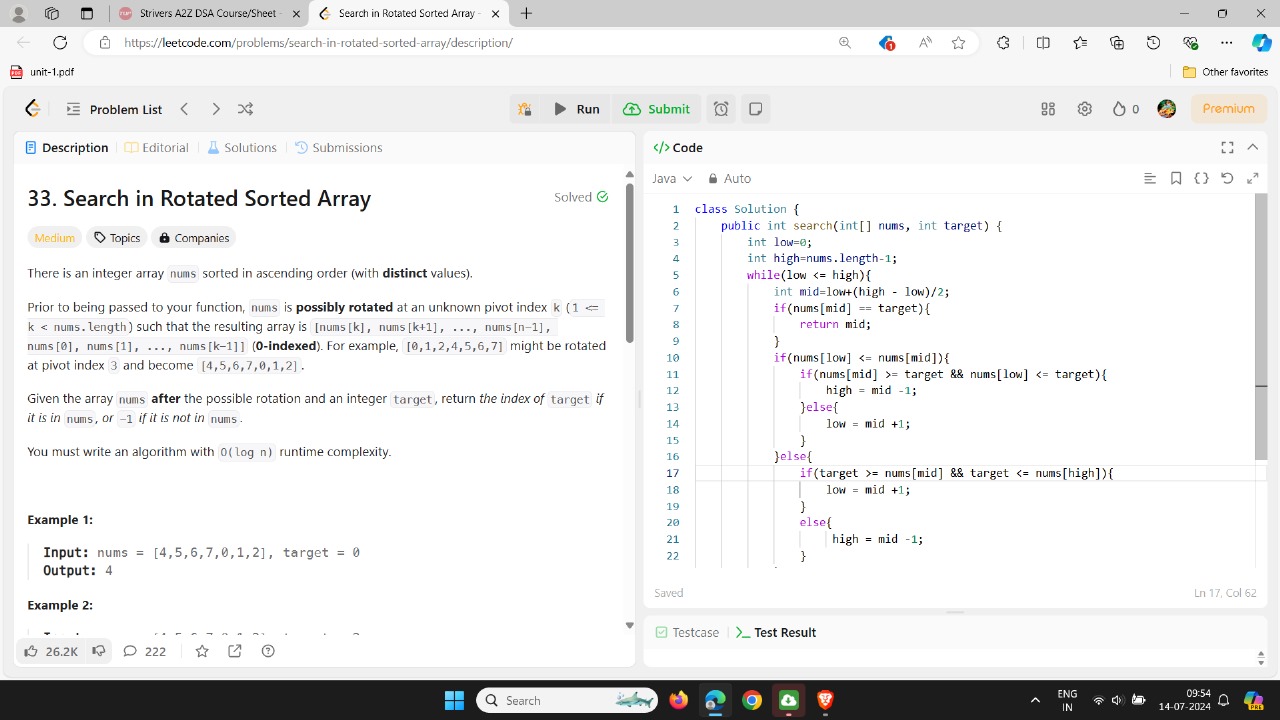 Strivers A2Z DSA Course/Sheet -
Search in Rotated Sorted Array -
https://leetcode.com/problems/search-in-rotated-sorted-array/description/
1
unit-1.pdf
Other favorites
Problem List
Run
Submit
0
Premium
Description
Editorial
Solutions
Submissions
33. Search in Rotated Sorted Array
Solved
Medium
Topics
Companies
There is an integer array nums sorted in ascending order (with distinct values).
Prior to being passed to your function, nums is possibly rotated at an unknown pivot index k (1 <=
k < nums.length) such that the resulting array is [nums[k], nums[k+1], ..., nums[n-1],
nums[0], nums[1], ..., nums[k-1]] (0-indexed). For example, [0,1,2,4,5,6,7] might be rotated
at pivot index 3 and become [4,5,6,7,0,1,2].
Given the array nums after the possible rotation and an integer target, return the index of target if
it is in nums, or -1 if it is not in nums.
You must write an algorithm with O(log n) runtime complexity.
Example 1:
Input: nums = [4,5,6,7,0,1,2], target = 0
Output: 4
Example 2:
26.2K
222
</> Code
Java
Auto
1 class Solution {
2 public int search(int[] nums, int target) {
3 int low=0;
4 int high=nums.length-1;
5 while(low <= high){
6 int mid=low+(high - low)/2;
7 if(nums[mid] == target){
8 return mid;
9 }
10 if(nums[low] <= nums[mid]){
11 if(nums[mid] >= target && nums[low] <= target){
12 high = mid -1;
13 }else{
14 low = mid +1;
15 }
16 }else{
17 if(target >= nums[mid] && target <= nums[high]){
18 low = mid +1;
19 }
20 else{
21 high = mid -1;
22 }
Saved
Ln 17, Col 62
Testcase
Test Result
Search
ENG
IN
09:54
14-07-2024